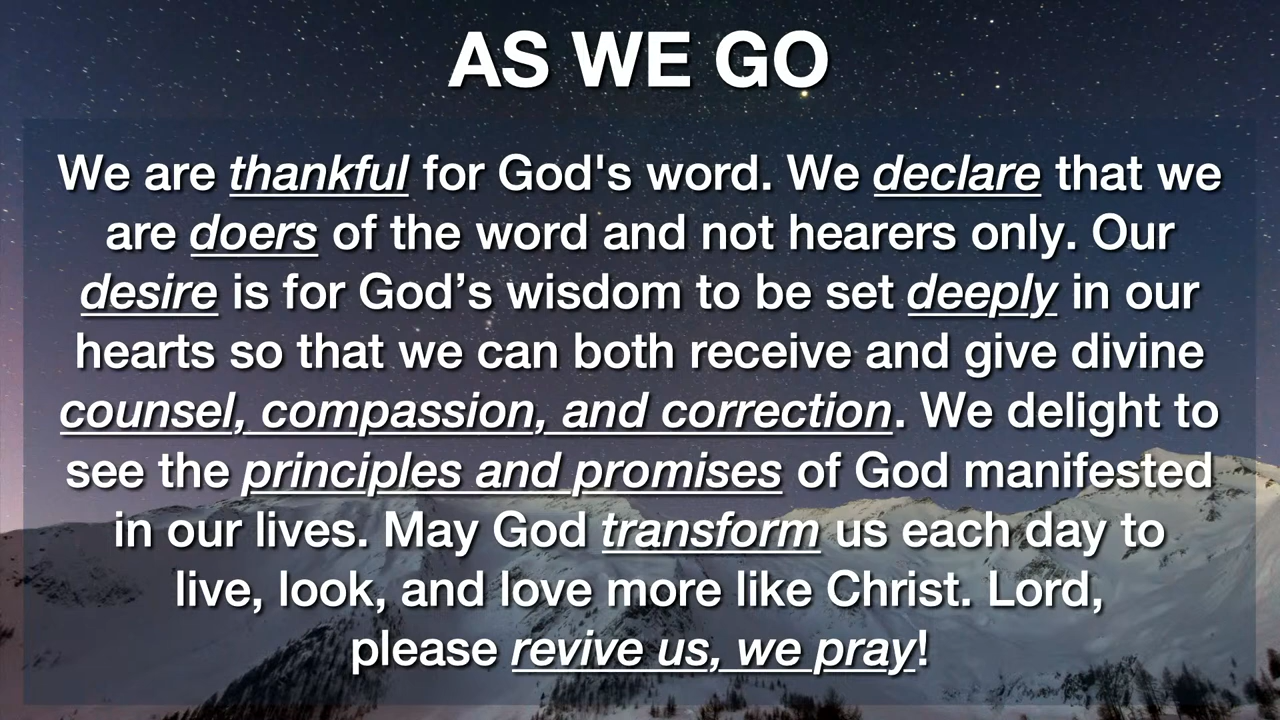 AS WE GO
We are thankful for God's word. We declare that we
are doers of the word and not hearers only. Our
desire is for God’s wisdom to be set deeply in our
hearts so that we can both receive and give divine
counsel, compassion, and correction. We delight to
see the principles and promises of God manifested
in our lives. May God transform us each day to
live, look, and love more like Christ. Lord,
please revive us, we pray!